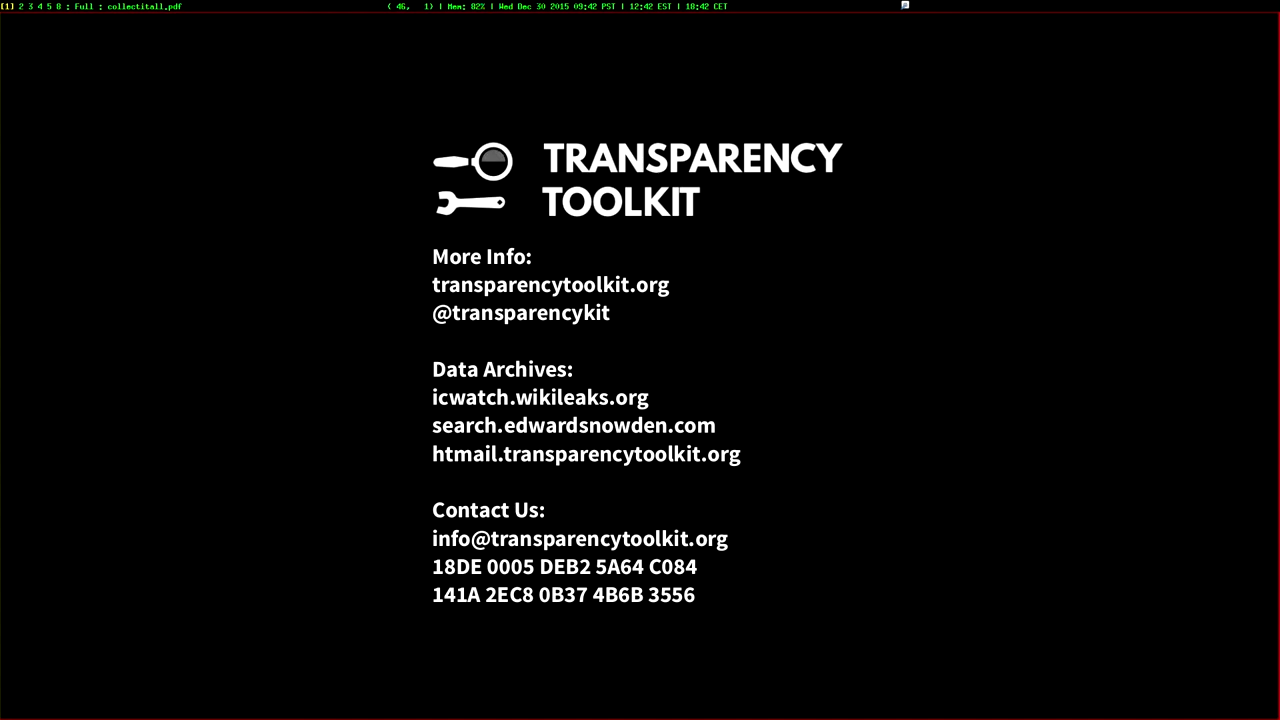 [1] 2 3 4 5 8 : Full : collectitall.pdf ( 46, 1) | Mem: 82% | Wed Dec 30 2015 09:42 PST | 12:42 EST | 18:42 CET
TRANSPARENCY
TOOLKIT
More Info:
transparencytoolkit.org
@transparencykit
Data Archives:
icwatch.wikileaks.org
search.edwardsnowden.com
htmail.transparencytoolkit.org
Contact Us:
info@transparencytoolkit.org
18DE 0005 DEB2 5A64 C084
141A 2EC8 0B37 4B6B 3556